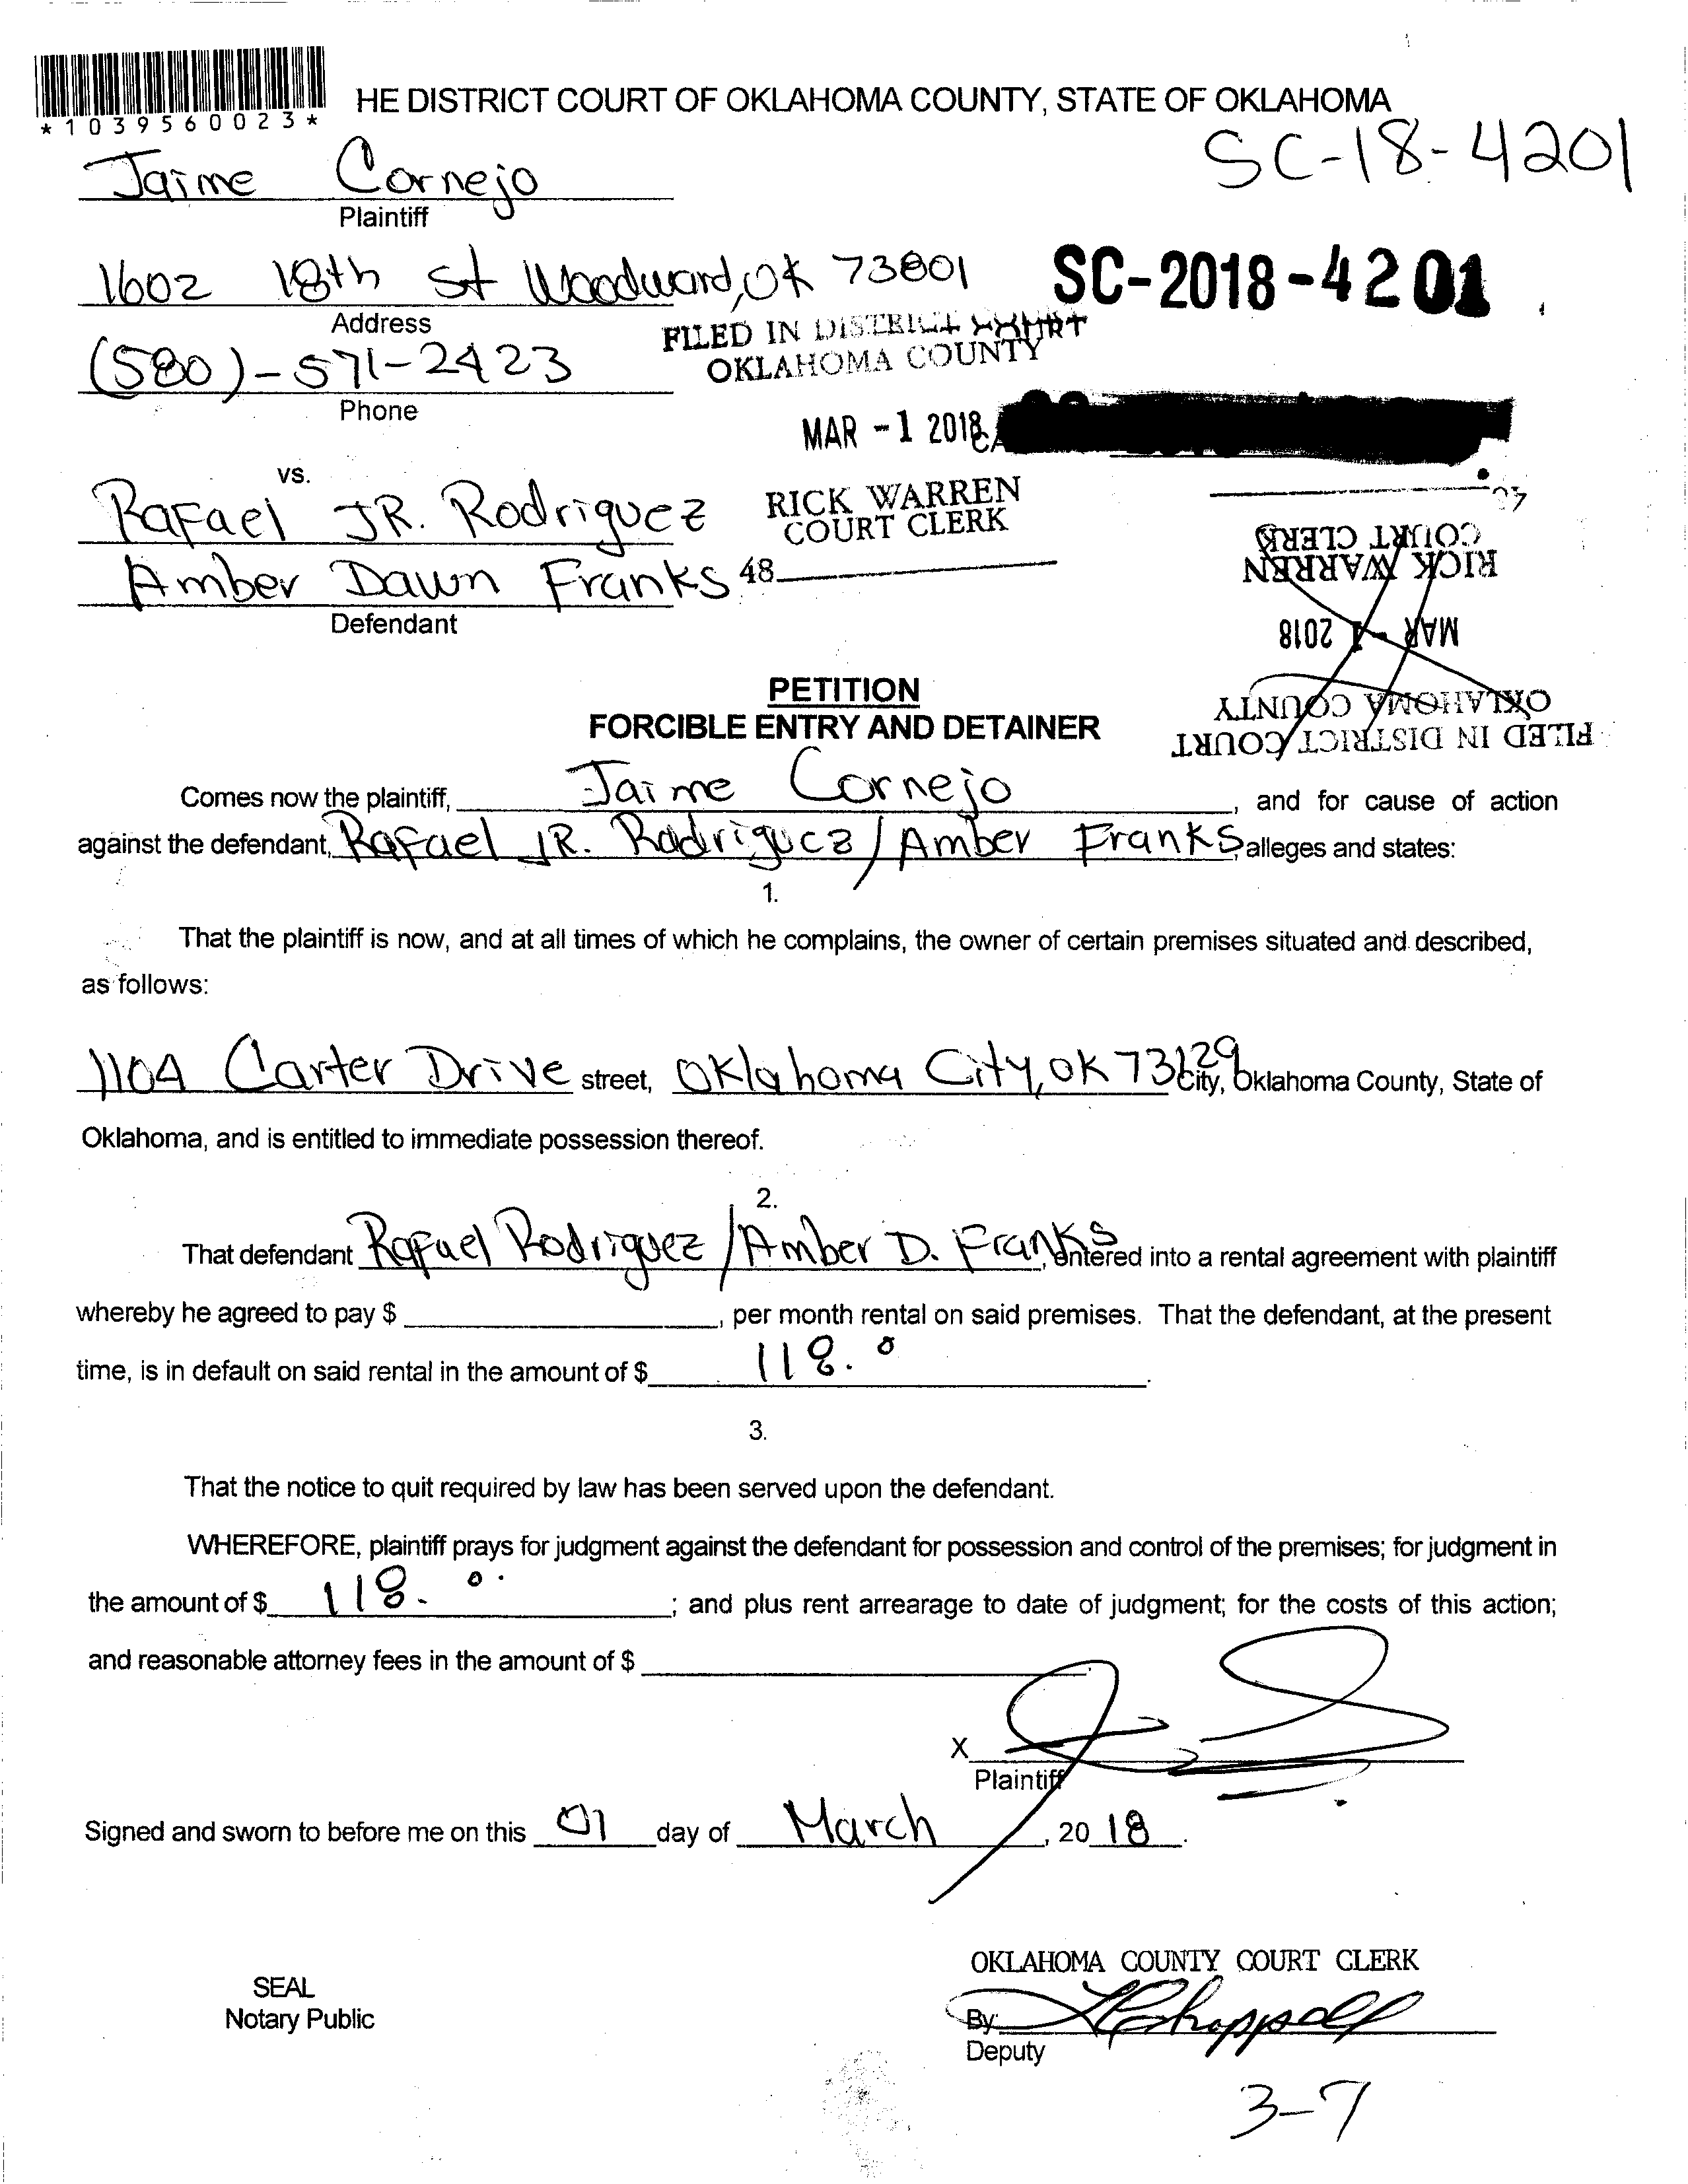 *1039560023*
HE DISTRICT COURT OF OKLAHOMA COUNTY, STATE OF OKLAHOMA
SC-18-4201
Jaime Cornejo
Plaintiff
1602 18th St Woodward, OK 73801
SC-2018-4201
Address
FILED IN DISTRICT COURT
OKLAHOMA COUNTY
(580)-571-2423
Phone
MAR -1 2018
vs.
Rafael JR. Rodriguez
RICK WARREN
COURT CLERK
Amber Dawn Franks
48
Defendant
FILED IN DISTRICT COURT
OKLAHOMA COUNTY
MAR - 1 2018
RICK WARREN
COURT CLERK
PETITION
FORCIBLE ENTRY AND DETAINER
Comes now the plaintiff, Jaime Cornejo, and for cause of action
against the defendant, Rafael JR. Rodriguez / Amber Franks, alleges and states:
1.
That the plaintiff is now, and at all times of which he complains, the owner of certain premises situated and described,
as follows:
1104 Carter Drive street, Oklahoma City, OK 73129 City, Oklahoma County, State of
Oklahoma, and is entitled to immediate possession thereof.
2.
That defendant Rafael Rodriguez / Amber D. Franks, entered into a rental agreement with plaintiff
whereby he agreed to pay $ , per month rental on said premises. That the defendant, at the present
time, is in default on said rental in the amount of $ 118.0.
3.
That the notice to quit required by law has been served upon the defendant.
WHEREFORE, plaintiff prays for judgment against the defendant for possession and control of the premises; for judgment in
the amount of $ 118.0 ; and plus rent arrearage to date of judgment; for the costs of this action;
and reasonable attorney fees in the amount of $ .
X
Plaintiff
Signed and sworn to before me on this 01 day of March, 2018.
OKLAHOMA COUNTY COURT CLERK
SEAL
Notary Public
By: Chappell
Deputy
3-7